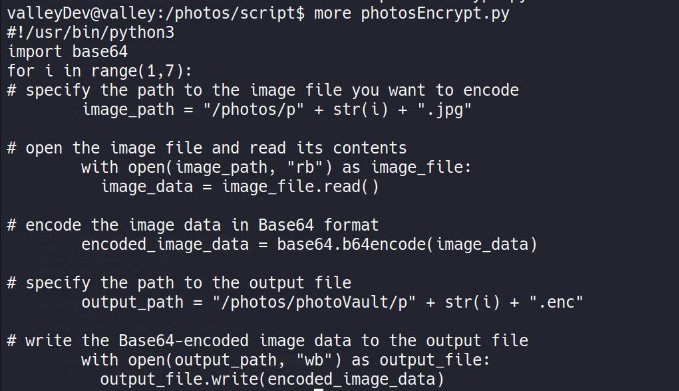 valleyDev@valley:/photos/script$ more photosEncrypt.py
#!/usr/bin/python3
import base64
for i in range(1,7):
# specify the path to the image file you want to encode
        image_path = "/photos/p" + str(i) + ".jpg"

# open the image file and read its contents
        with open(image_path, "rb") as image_file:
          image_data = image_file.read()

# encode the image data in Base64 format
        encoded_image_data = base64.b64encode(image_data)

# specify the path to the output file
        output_path = "/photos/photoVault/p" + str(i) + ".enc"

# write the Base64-encoded image data to the output file
        with open(output_path, "wb") as output_file:
          output_file.write(encoded_image_data)